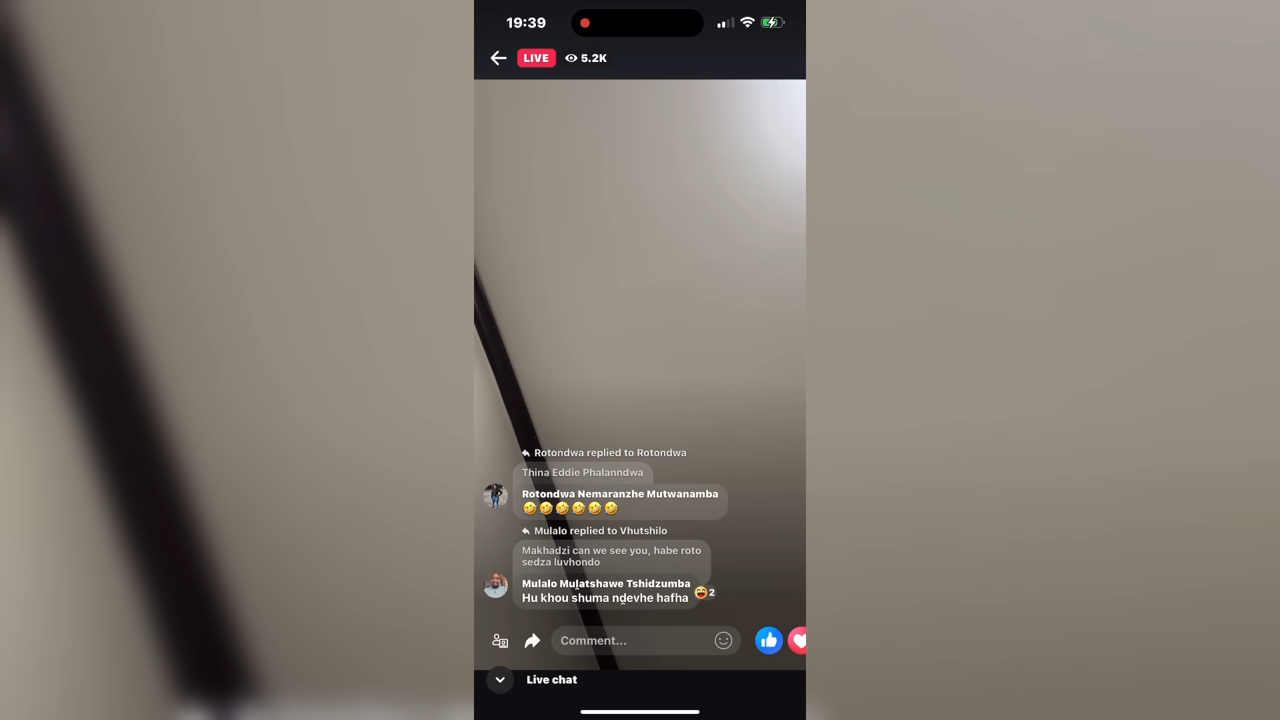 19:39
LIVE 5.2K
Rotondwa replied to Rotondwa
Thina Eddie Phalanndwa
Rotondwa Nemaranzhe Mutwanamba
🤣🤣🤣🤣🤣🤣
Mulalo replied to Vhutshilo
Makhadzi can we see you, habe roto
sedza luvhondo
Mulalo Muḽatshawe Tshidzumba
Hu khou shuma nḓevhe hafha
😆2
Comment...
Live chat